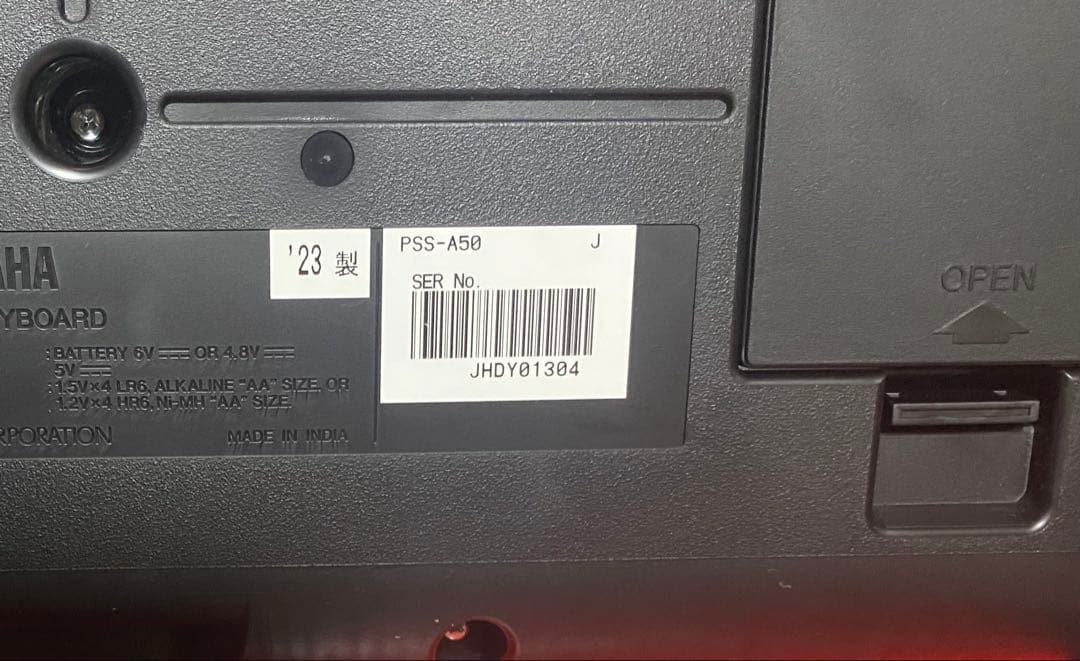 AHA
YBOARD
: BATTERY 6V ⎓ OR 4.8V ⎓
5V ⎓
: 1.5V×4 LR6, ALKALINE "AA" SIZE, OR
1.2V×4 HR6, Ni-MH "AA" SIZE
RPORATION
MADE IN INDIA
'23 製
PSS-A50 J
SER No.
JHDY01304
OPEN